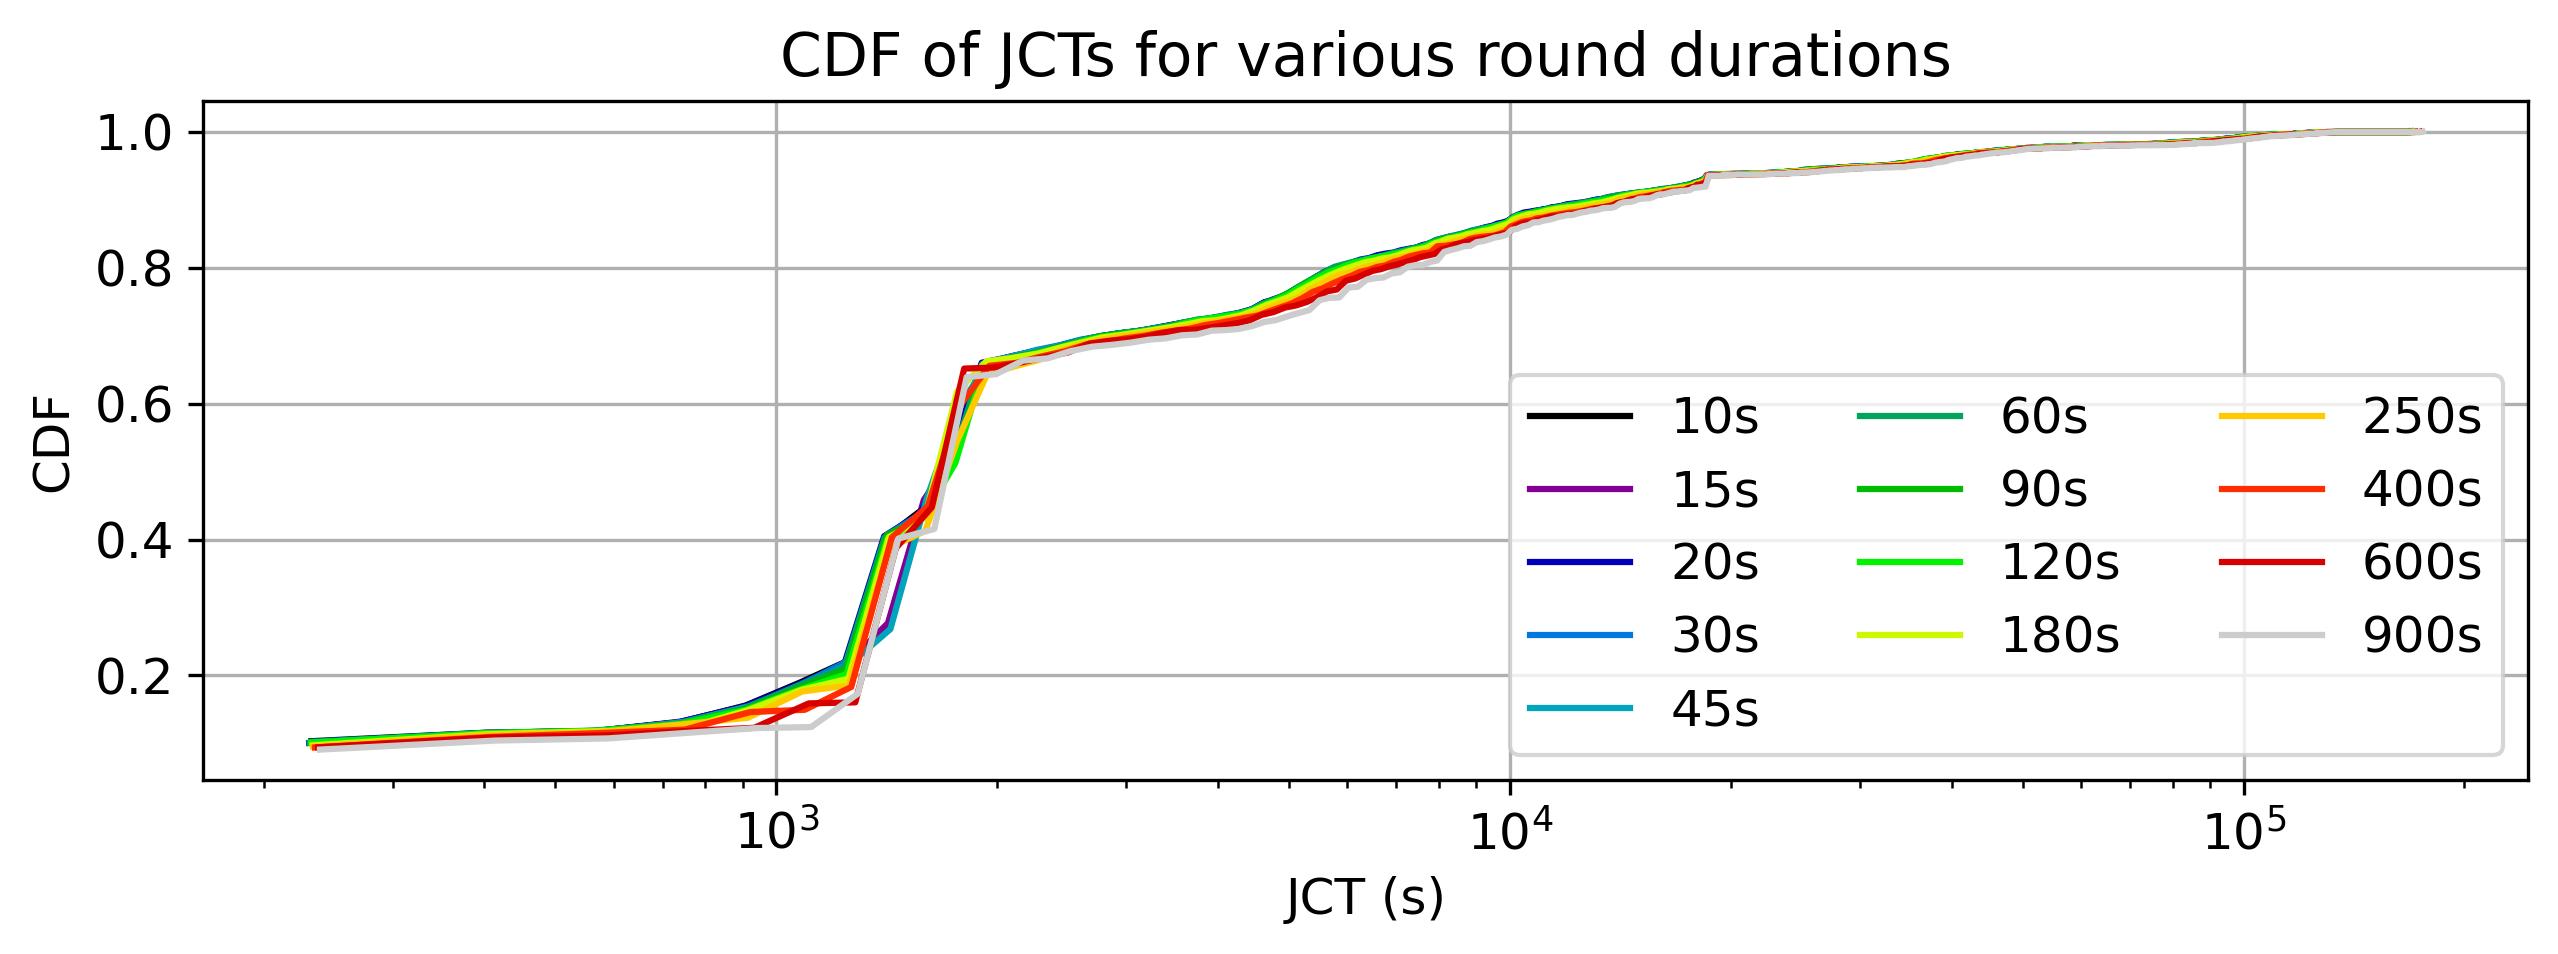 CDF of JCTs for various round durations
1.0
0.8
0.6
0.4
0.2
CDF
10s
15s
20s
30s
45s
60s
90s
120s
180s
250s
400s
600s
900s
10³
10⁴
10⁵
JCT (s)